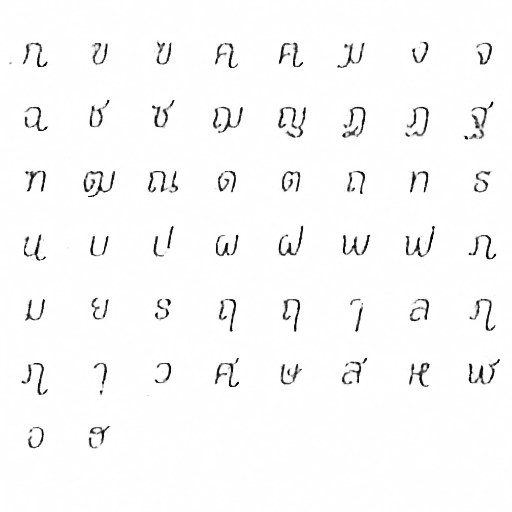 ก ข ฃ ค ฅ ฆ ง จ
ฉ ช ซ ฌ ญ ฎ ฏ ฐ
ฑ ฒ ณ ด ต ถ ท ธ
น บ ป ผ ฝ พ ฟ ภ
ม ย ร ฤ ฤ ๅ ล ฦ
ฦ ๅ ว ศ ษ ส ห ฬ
อ ฮ